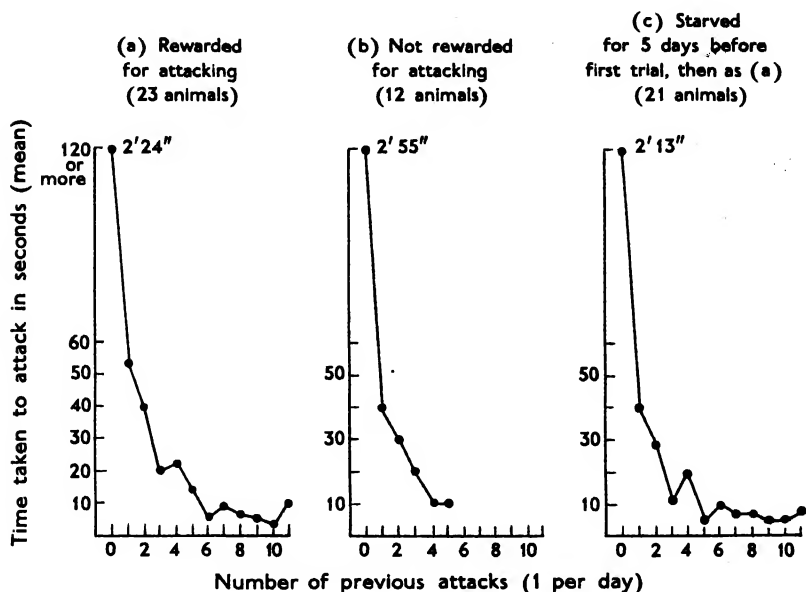 (a) Rewarded
for attacking
(23 animals)
(b) Not rewarded
for attacking
(12 animals)
(c) Starved
for 5 days before
first trial, then as (a)
(21 animals)
Time taken to attack in seconds (mean)
120
or
more
60
50
40
30
20
10
2'24"
0 2 4 6 8 10
50
30
10
2'55"
0 2 4 6 8 10
50
30
10
2'13"
0 2 4 6 8 10
Number of previous attacks (1 per day)